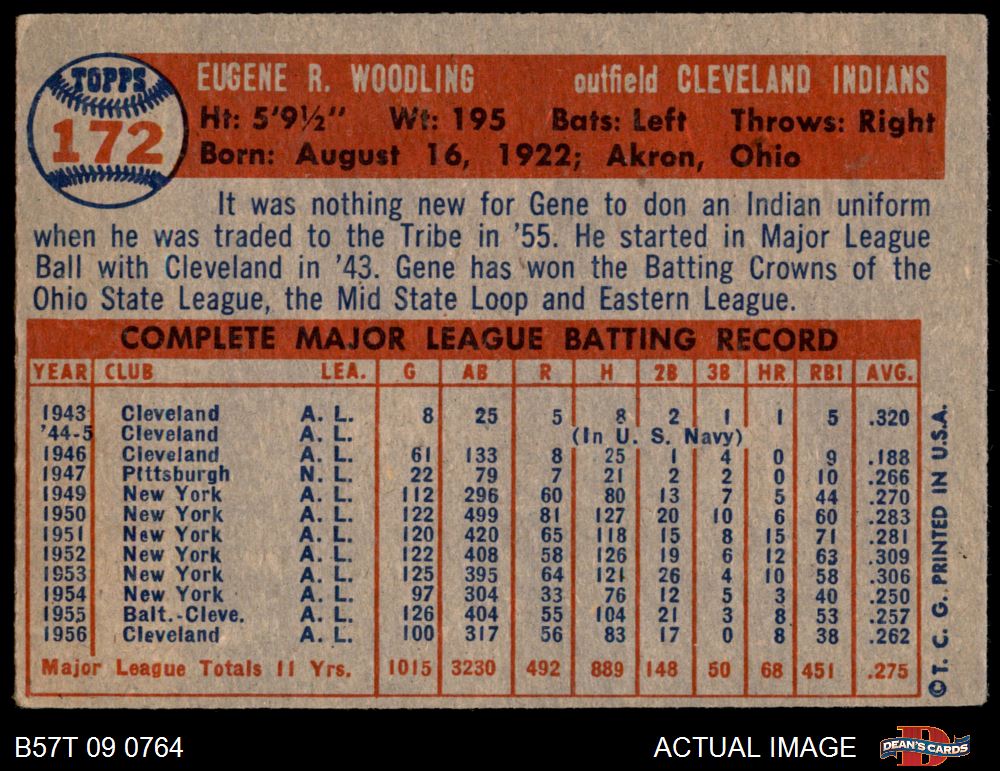 TOPPS
172
EUGENE R. WOODLING outfield CLEVELAND INDIANS
Ht: 5'9½" Wt: 195 Bats: Left Throws: Right
Born: August 16, 1922; Akron, Ohio
It was nothing new for Gene to don an Indian uniform
when he was traded to the Tribe in '55. He started in Major League
Ball with Cleveland in '43. Gene has won the Batting Crowns of the
Ohio State League, the Mid State Loop and Eastern League.
COMPLETE MAJOR LEAGUE BATTING RECORD
YEAR CLUB LEA. G AB R H 2B 3B HR RBI AVG.
1943 Cleveland A. L. 8 25 5 8 2 1 1 5 .320
'44-5 Cleveland A. L. (In U. S. Navy)
1946 Cleveland A. L. 61 133 8 25 1 4 0 9 .188
1947 Ptttsburgh N. L. 22 79 7 21 2 2 0 10 .266
1949 New York A. L. 112 296 60 80 13 7 5 44 .270
1950 New York A. L. 122 499 81 127 20 10 6 60 .283
1951 New York A. L. 120 420 65 118 15 8 15 71 .281
1952 New York A. L. 122 408 58 126 19 6 12 63 .309
1953 New York A. L. 125 395 64 121 26 4 10 58 .306
1954 New York A. L. 97 304 33 76 12 5 3 40 .250
1955 Balt.-Cleve. A. L. 126 404 55 104 21 3 8 53 .257
1956 Cleveland A. L. 100 317 56 83 17 0 8 38 .262
Major League Totals 11 Yrs. 1015 3230 492 889 148 50 68 451 .275
© T. C. G. PRINTED IN U.S.A.
B57T 09 0764 ACTUAL IMAGE
DEAN'S CARDS